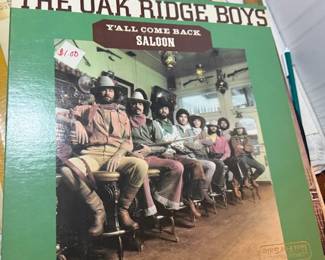 THE OAK RIDGE BOYS
Y'ALL COME BACK
SALOON
$1.00